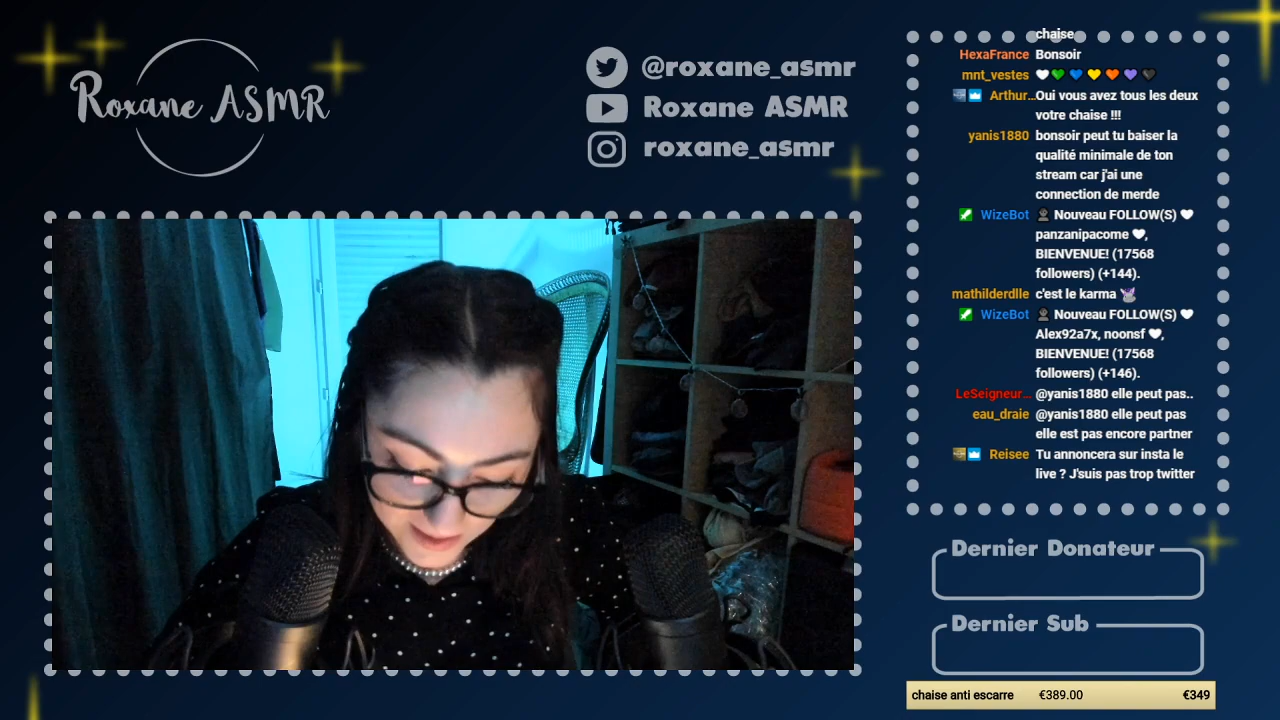 Roxane ASMR
@roxane_asmr
Roxane ASMR
roxane_asmr
chaise
HexaFrance Bonsoir
mnt_vestes 🤍💚💙💛🧡💜🖤
Arthur... Oui vous avez tous les deux
votre chaise !!!
yanis1880 bonsoir peut tu baiser la
qualité minimale de ton
stream car j'ai une
connection de merde
WizeBot Nouveau FOLLOW(S) 🤍
panzanipacome 🤍,
BIENVENUE! (17568
followers) (+144).
mathilderdlle c'est le karma
WizeBot Nouveau FOLLOW(S) 🤍
Alex92a7x, noonsf 🤍,
BIENVENUE! (17568
followers) (+146).
LeSeigneur... @yanis1880 elle peut pas..
eau_draie @yanis1880 elle peut pas
elle est pas encore partner
Reisee Tu annoncera sur insta le
live ? J'suis pas trop twitter
Dernier Donateur
Dernier Sub
chaise anti escarre €389.00 €349